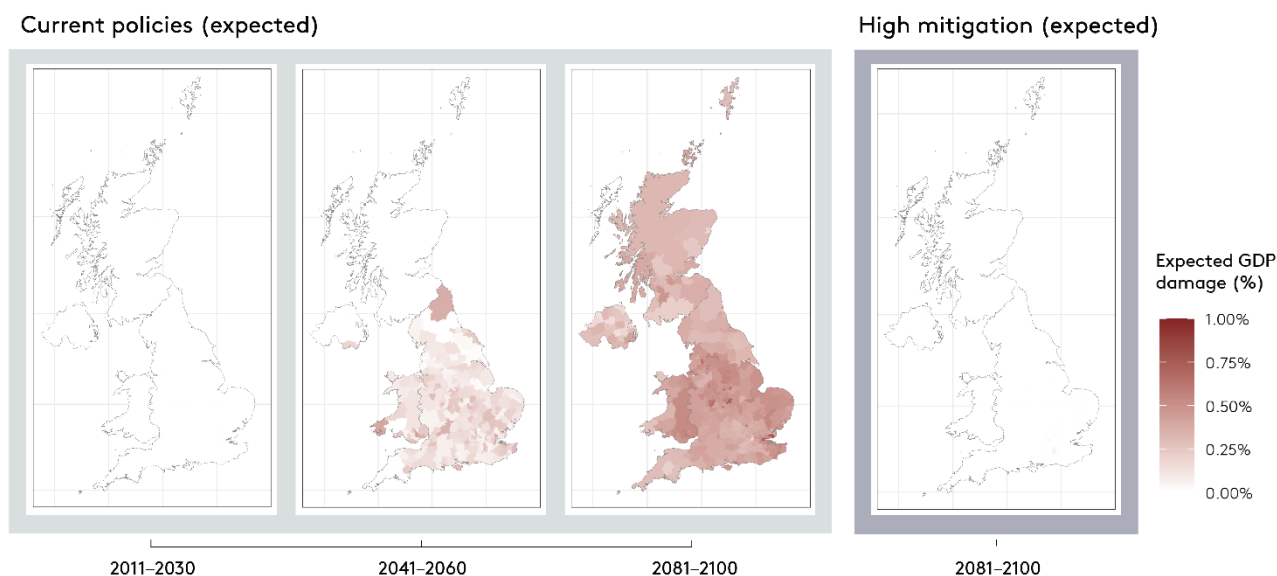 Current policies (expected)
High mitigation (expected)
Expected GDP
damage (%)
1.00%
0.75%
0.50%
0.25%
0.00%
2011–2030
2041–2060
2081–2100
2081–2100